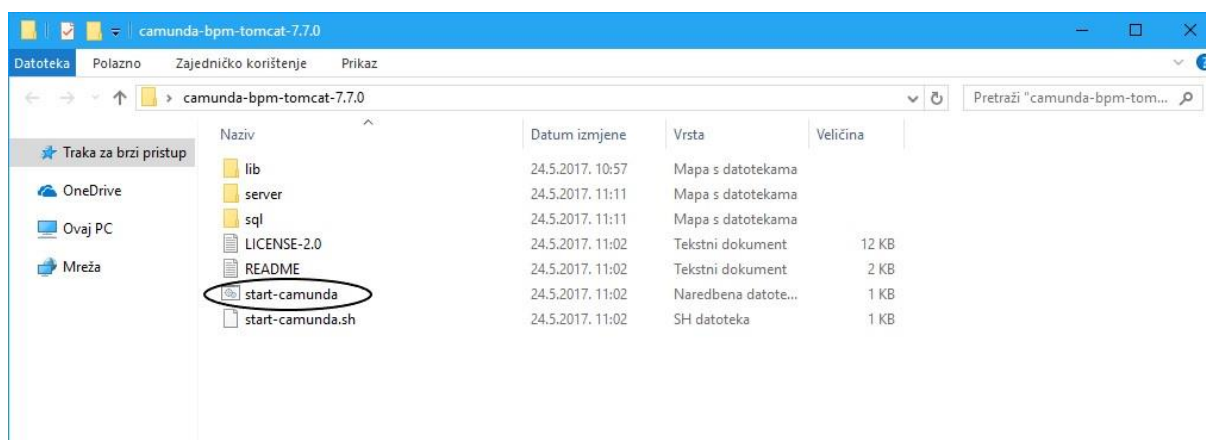 camunda-bpm-tomcat-7.7.0
Datoteka Polazno Zajedničko korištenje Prikaz
camunda-bpm-tomcat-7.7.0 Pretraži "camunda-bpm-tom...
Naziv Datum izmjene Vrsta Veličina
Traka za brzi pristup
OneDrive
Ovaj PC
Mreža
lib 24.5.2017. 10:57 Mapa s datotekama
server 24.5.2017. 11:11 Mapa s datotekama
sql 24.5.2017. 11:11 Mapa s datotekama
LICENSE-2.0 24.5.2017. 11:02 Tekstni dokument 12 KB
README 24.5.2017. 11:02 Tekstni dokument 2 KB
start-camunda 24.5.2017. 11:02 Naredbena datote... 1 KB
start-camunda.sh 24.5.2017. 11:02 SH datoteka 1 KB